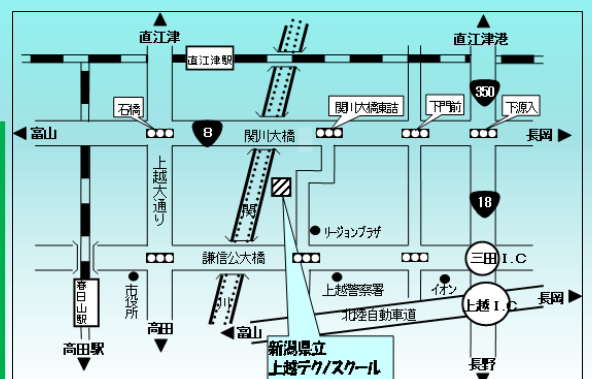 直江津
直江津港
直江津駅
350
石橋
関川大橋東詰
下門前
下源入
富山
8
関川大橋
長岡
上越大通り
関
18
リージョンプラザ
謙信公大橋
三田I.C
春日山駅
市役所
川
上越警察署
イオン
上越I.C
長岡
北陸自動車道
高田
富山
高田駅
新潟県立
上越テクノスクール
長野